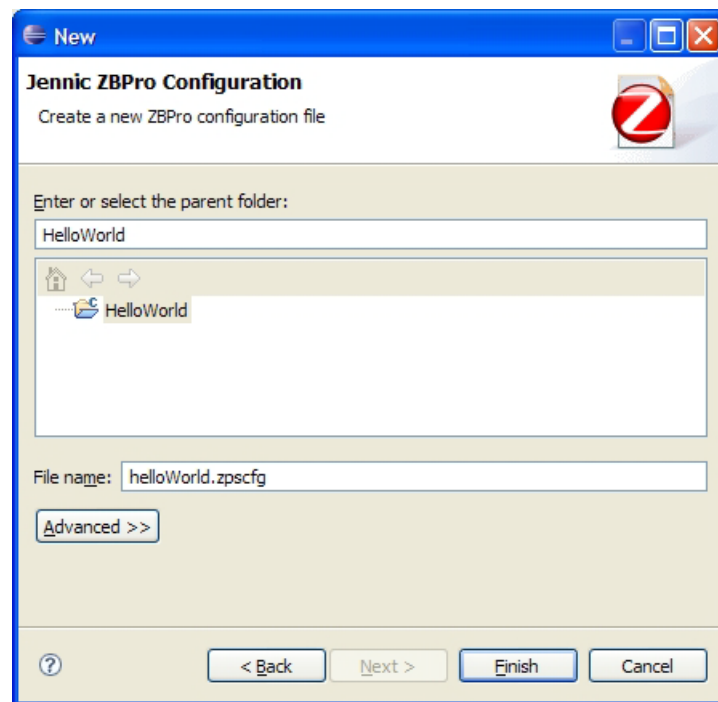 New
Jennic ZBPro Configuration
Create a new ZBPro configuration file
Z
Enter or select the parent folder:
HelloWorld
C
HelloWorld
File name: helloWorld.zpscfg
Advanced >>
? < Back Next > Finish Cancel